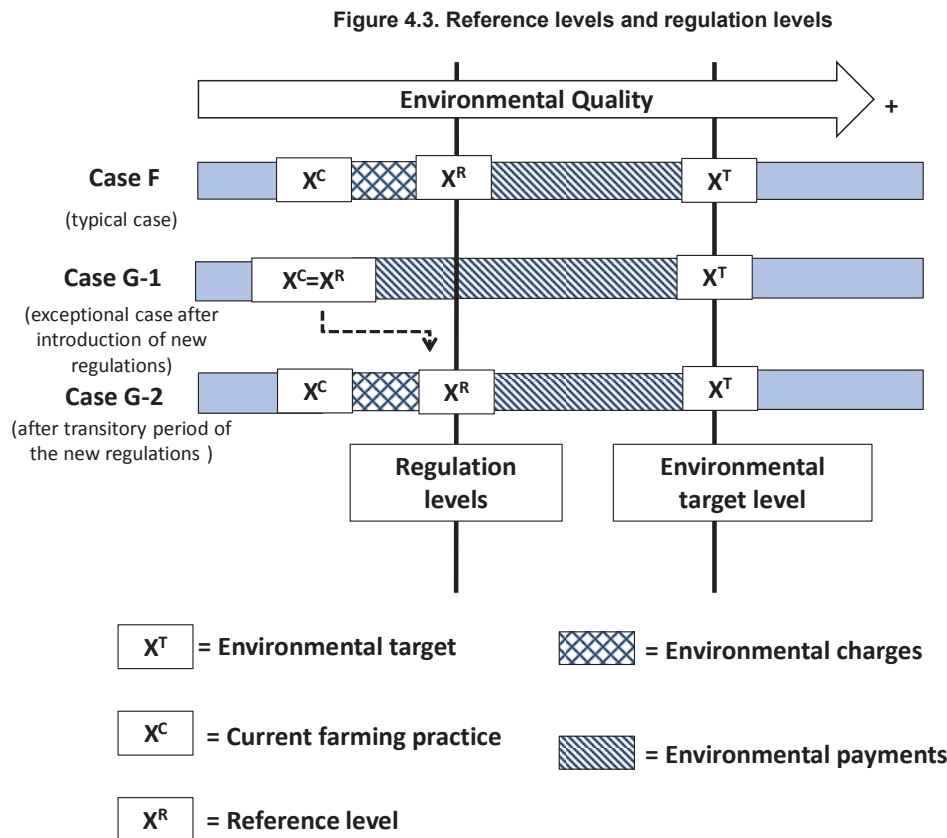 Figure 4.3. Reference levels and regulation levels
Environmental Quality
+
Case F
(typical case)
X^C
X^R
X^T
Case G-1
(exceptional case after
introduction of new
regulations)
X^C=X^R
X^T
Case G-2
(after transitory period of
the new regulations )
X^C
X^R
X^T
Regulation
levels
Environmental
target level
X^T = Environmental target
= Environmental charges
X^C = Current farming practice
= Environmental payments
X^R = Reference level